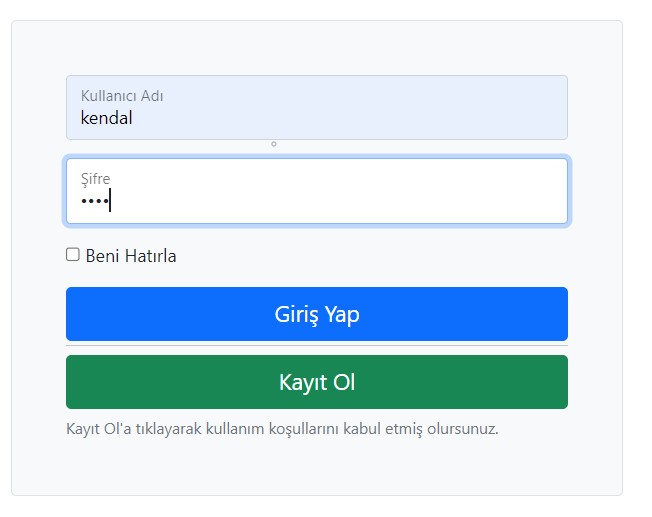 Kullanıcı Adı
kendal
Şifre
••••
Beni Hatırla
Giriş Yap
Kayıt Ol
Kayıt Ol'a tıklayarak kullanım koşullarını kabul etmiş olursunuz.